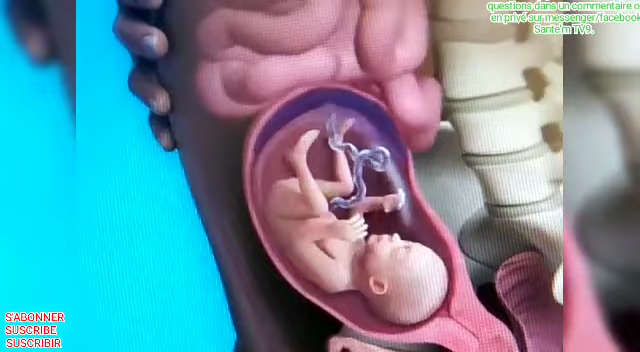 questions dans un commentaire o
en privé sur messenger/facebook
Santé'm TV9.
S'ABONNER
SUSCRIBE
SUSCRIBIR